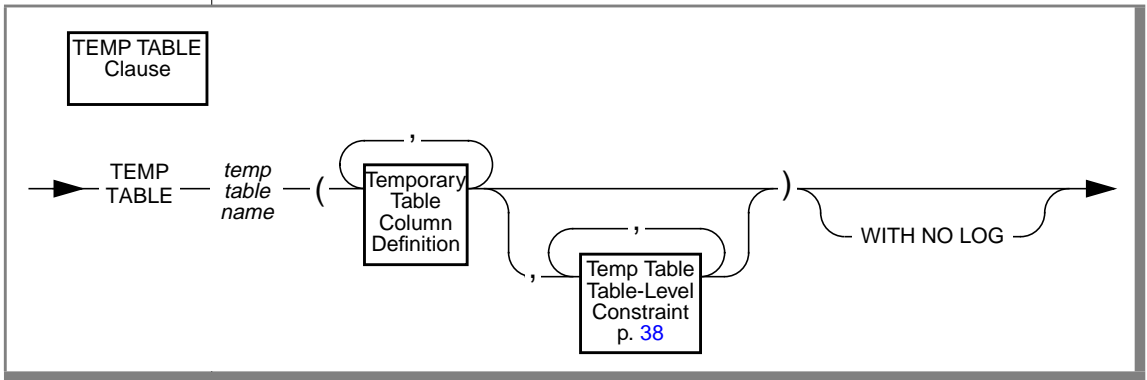 TEMP TABLE
Clause
,
TEMP
TABLE
temp
table
name
(
Temporary
Table
Column
Definition
,
,
Temp Table
Table-Level
Constraint
p. 38
)
WITH NO LOG